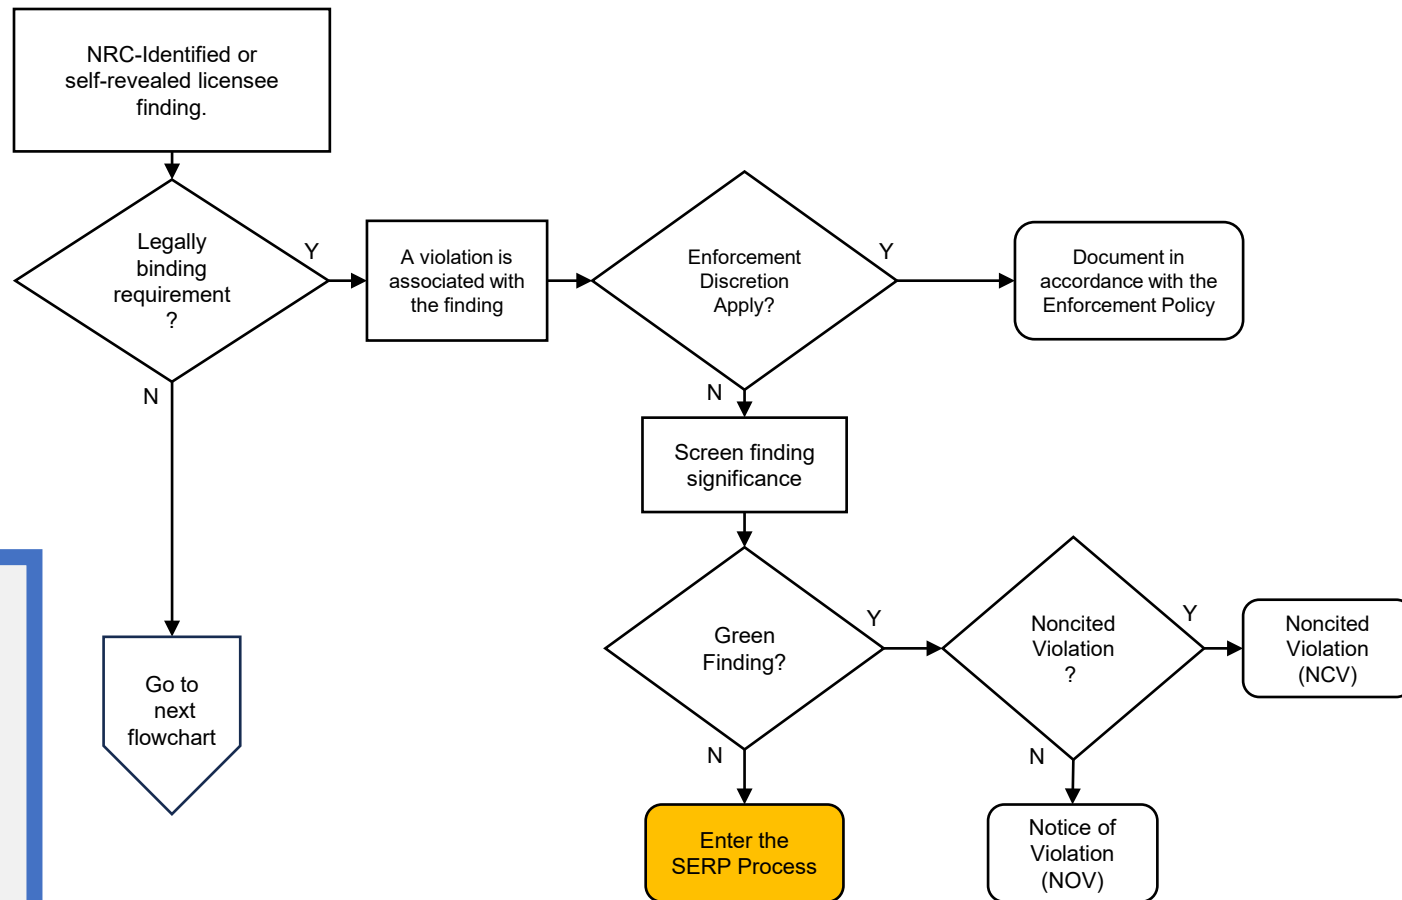 NRC-Identified or
self-revealed licensee
finding.
Legally
binding
requirement
?
Y
N
A violation is
associated with
the finding
Enforcement
Discretion
Apply?
Y
N
Document in
accordance with the
Enforcement Policy
Screen finding
significance
Green
Finding?
Y
N
Noncited
Violation
?
Y
N
Noncited
Violation
(NCV)
Go to
next
flowchart
Enter the
SERP Process
Notice of
Violation
(NOV)